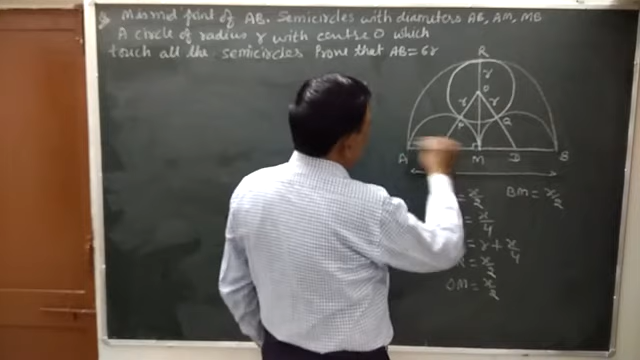 M is mid point of AB. Semicircles with diameters AB, AM, MB
A circle of radius r with centre O which
touch all the semicircles Prove that AB = 6r
R
r
O
r r
P Q
A M D B
x
= x/2 BM = x/2
= x/4
= r + x/4
= x/2
OM = x/2